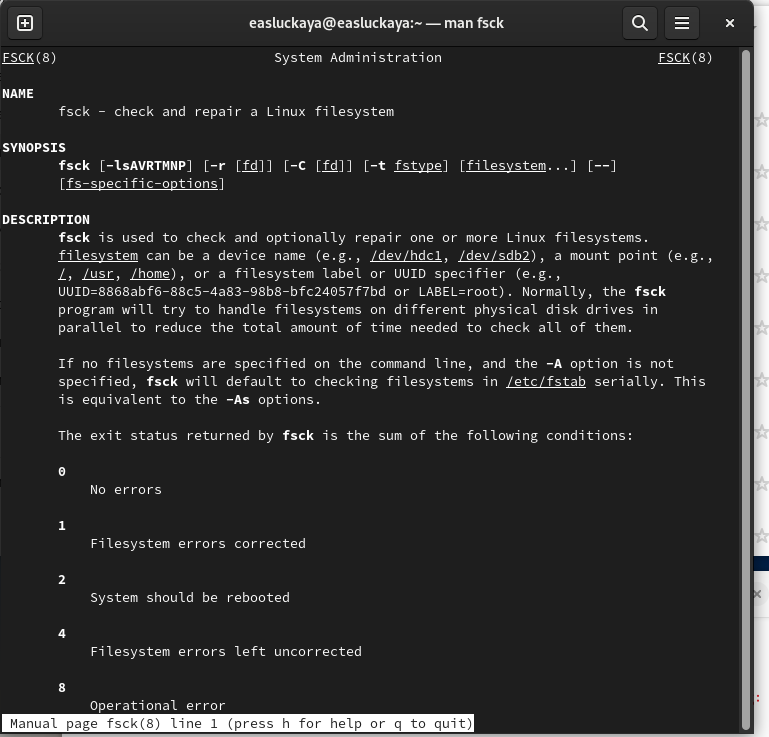 easluckaya@easluckaya:~ — man fsck
FSCK(8) System Administration FSCK(8)
NAME
fsck - check and repair a Linux filesystem
SYNOPSIS
fsck [-lsAVRTMNP] [-r [fd]] [-C [fd]] [-t fstype] [filesystem...] [--]
[fs-specific-options]
DESCRIPTION
fsck is used to check and optionally repair one or more Linux filesystems.
filesystem can be a device name (e.g., /dev/hdc1, /dev/sdb2), a mount point (e.g.,
/, /usr, /home), or a filesystem label or UUID specifier (e.g.,
UUID=8868abf6-88c5-4a83-98b8-bfc24057f7bd or LABEL=root). Normally, the fsck
program will try to handle filesystems on different physical disk drives in
parallel to reduce the total amount of time needed to check all of them.
If no filesystems are specified on the command line, and the -A option is not
specified, fsck will default to checking filesystems in /etc/fstab serially. This
is equivalent to the -As options.
The exit status returned by fsck is the sum of the following conditions:
0
No errors
1
Filesystem errors corrected
2
System should be rebooted
4
Filesystem errors left uncorrected
8
Operational error
Manual page fsck(8) line 1 (press h for help or q to quit)